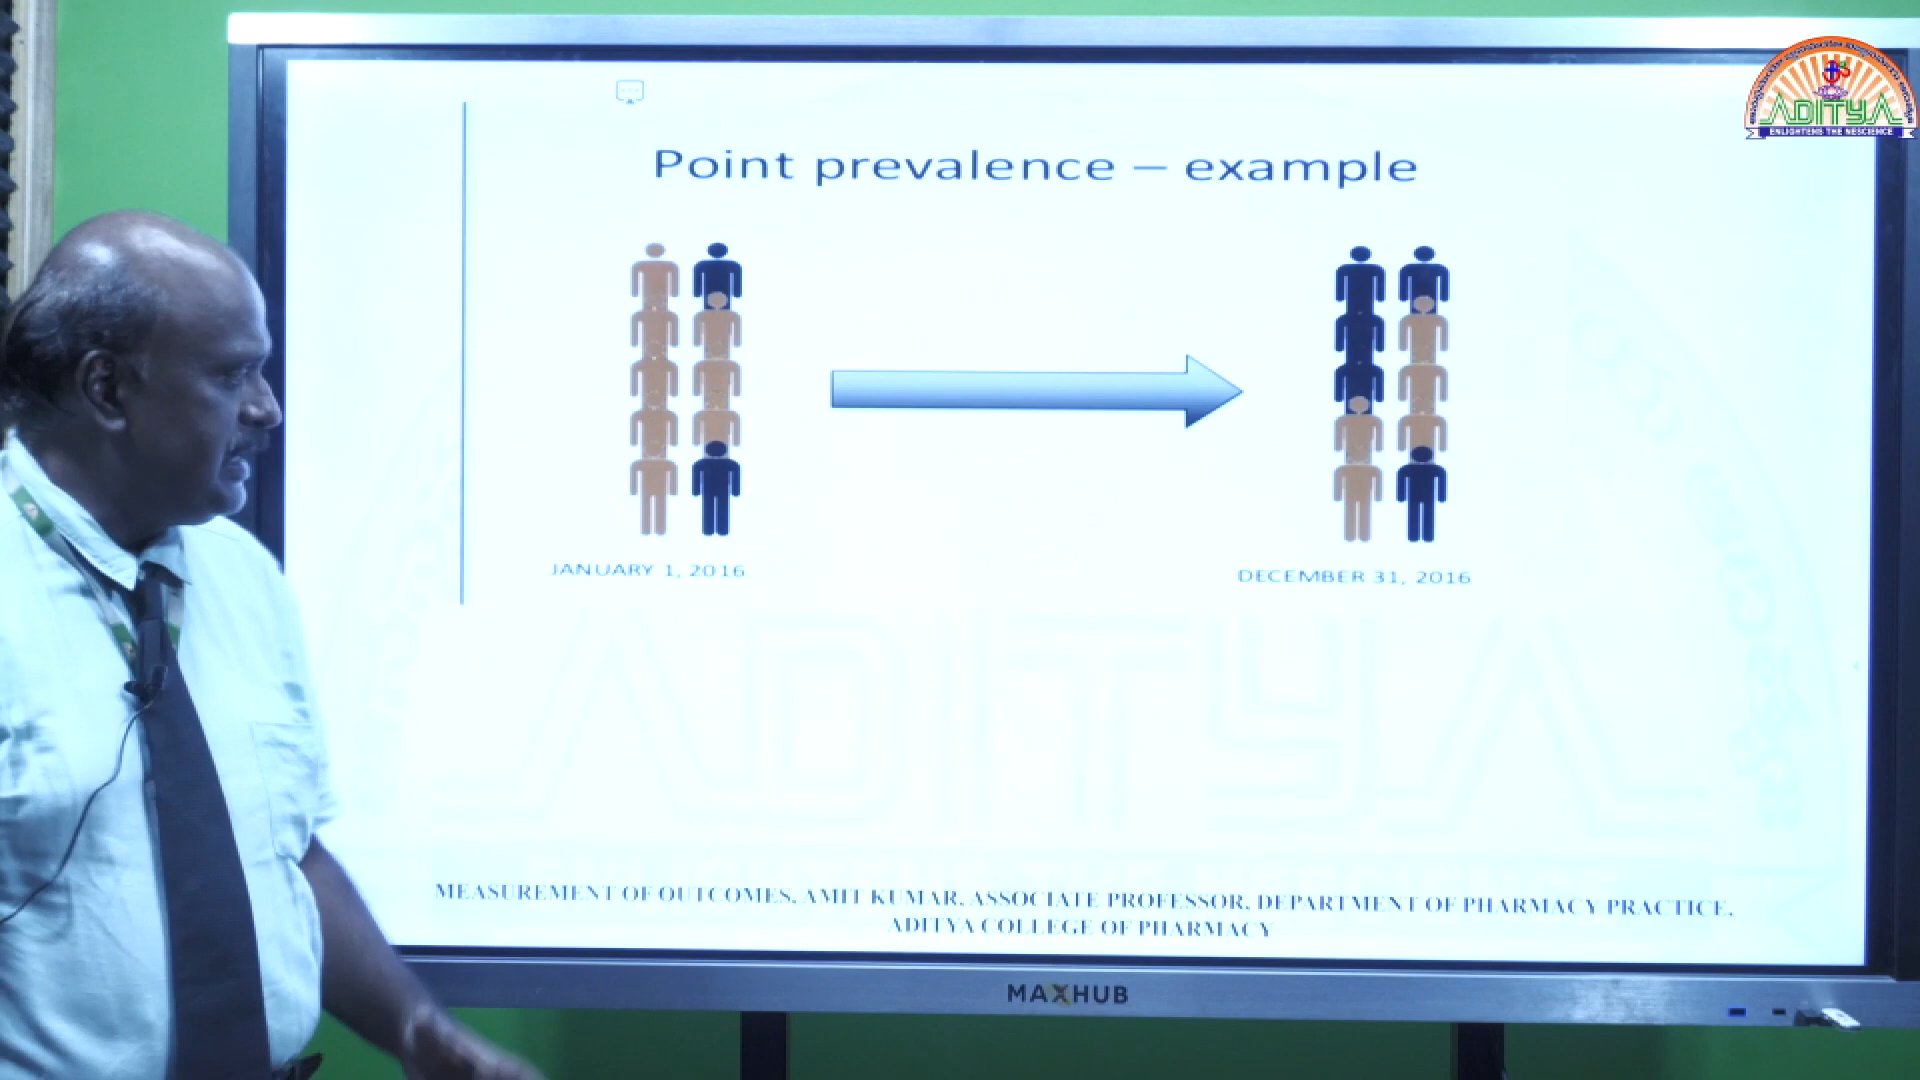 ADITYA
ENLIGHTENS THE NESCIENCE
Point prevalence – example
JANUARY 1, 2016
DECEMBER 31, 2016
ADITYA
MEASUREMENT OF OUTCOMES, AMIT KUMAR, ASSOCIATE PROFESSOR, DEPARTMENT OF PHARMACY PRACTICE,
ADITYA COLLEGE OF PHARMACY
MAXHUB